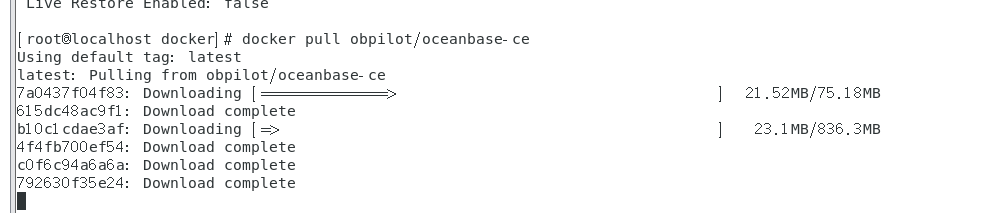 Live Restore Enabled: false
[root@localhost docker]# docker pull obpilot/oceanbase-ce
Using default tag: latest
latest: Pulling from obpilot/oceanbase-ce
7a0437f04f83: Downloading [==============>                                   ] 21.52MB/75.18MB
615dc48ac9f1: Download complete
b10c1cdae3af: Downloading [=>                                                 ] 23.1MB/836.3MB
4f4fb700ef54: Download complete
c0f6c94a6a6a: Download complete
792630f35e24: Download complete